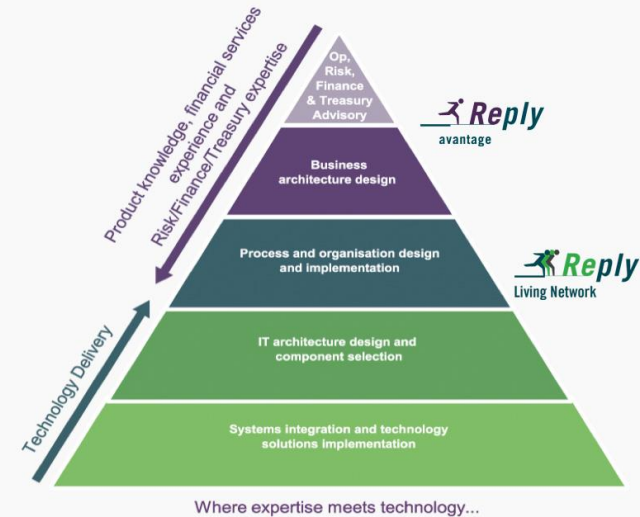 Product knowledge, financial services
experience and
Risk/Finance/Treasury expertise
Technology Delivery
Op,
Risk,
Finance
& Treasury
Advisory
Business
architecture design
Process and organisation design
and implementation
IT architecture design and
component selection
Systems integration and technology
solutions implementation
Reply
avantage
Reply
Living Network
Where expertise meets technology...